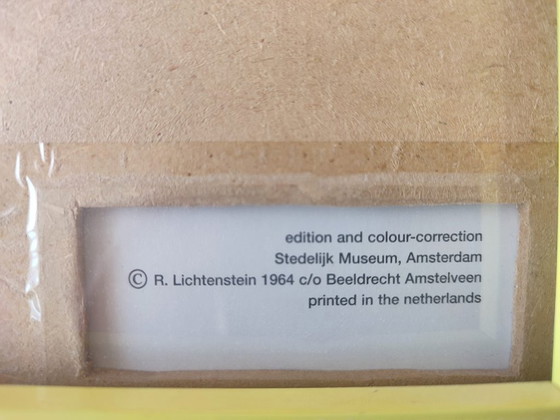 edition and colour-correction
Stedelijk Museum, Amsterdam
© R. Lichtenstein 1964 c/o Beeldrecht Amstelveen
printed in the netherlands